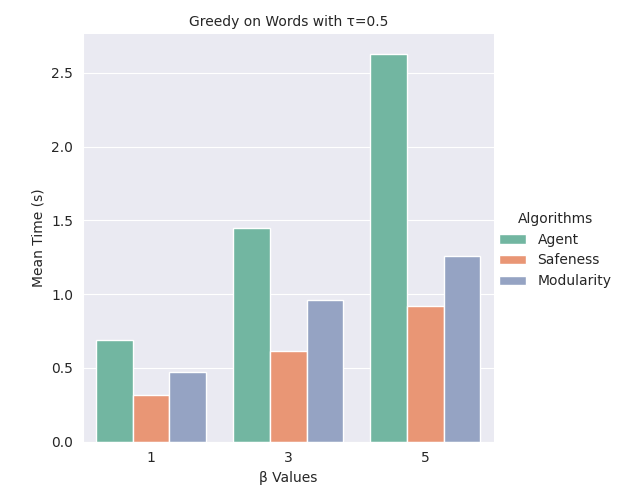 Greedy on Words with τ=0.5
Mean Time (s)
2.5
2.0
1.5
1.0
0.5
0.0
1 3 5
β Values
Algorithms
Agent
Safeness
Modularity